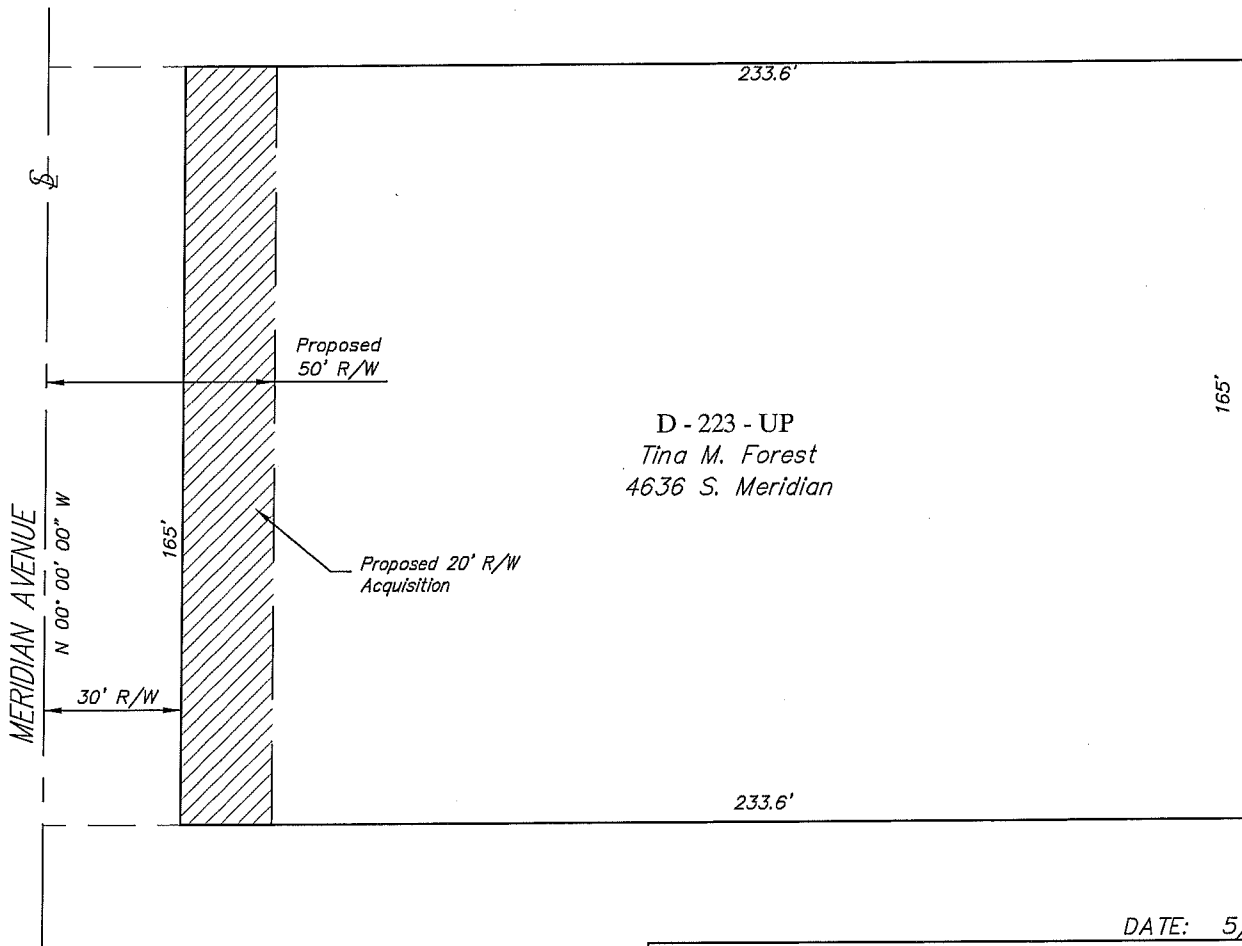 233.6'
℄
Proposed
50' R/W
165'
D - 223 - UP
Tina M. Forest
4636 S. Meridian
MERIDIAN AVENUE
N 00° 00' 00" W
165'
Proposed 20' R/W
Acquisition
30' R/W
233.6'
DATE: 5/